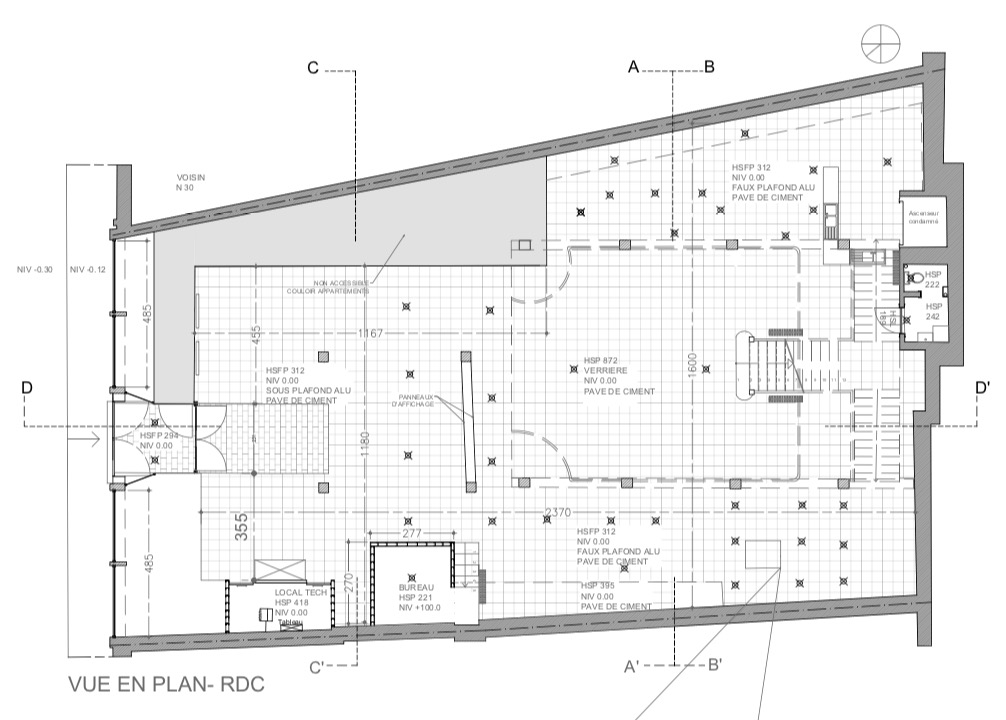 C
A
B
VOISIN
N 30
HSFP 312
NIV 0.00
FAUX PLAFOND ALU
PAVE DE CIMENT
Ascenseur
condamné
NIV -0.30
NIV -0.12
NON ACCESSIBLE
COULOIR APPARTEMENTS
HSP
222
HSP
242
485
455
1167
1600
HSP 872
VERRIERE
NIV 0.00
PAVE DE CIMENT
HSFP 312
NIV 0.00
SOUS PLAFOND ALU
PAVE DE CIMENT
PANNEAUX
D'AFFICHAGE
D
D'
HSFP 294
NIV 0.00
1180
355
2370
485
277
270
HSFP 312
NIV 0.00
FAUX PLAFOND ALU
PAVE DE CIMENT
HSP 395
NIV 0.00
PAVE DE CIMENT
BUREAU
HSP 221
NIV +100.0
LOCAL TECH
HSP 418
NIV 0.00
Tableau
C'
A'
B'
VUE EN PLAN- RDC